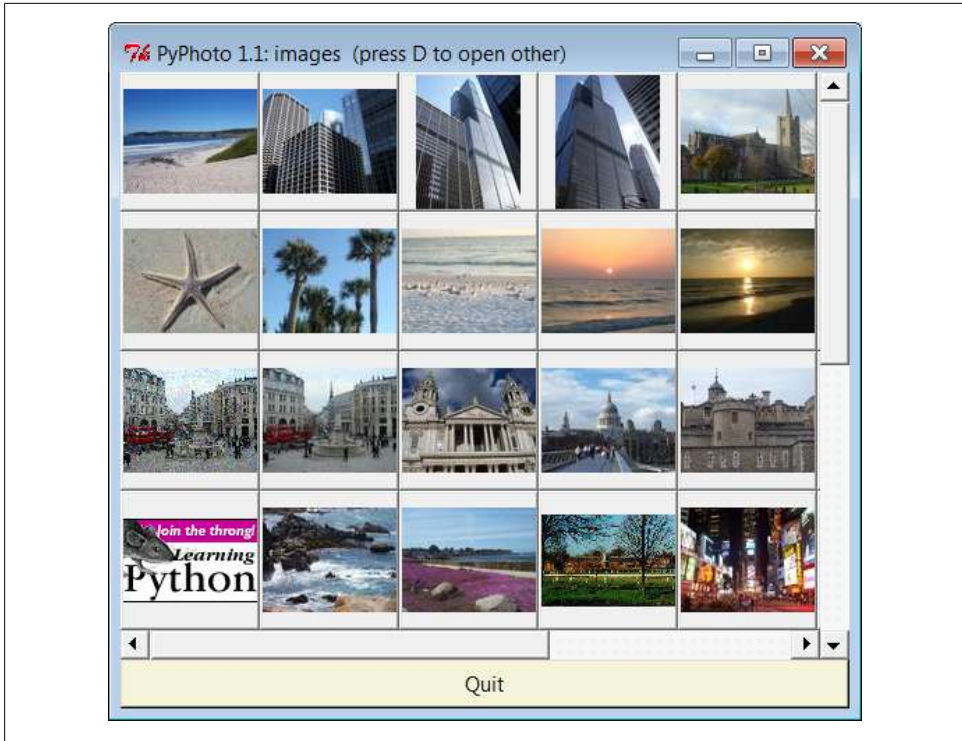 PyPhoto 1.1: images (press D to open other)
Join the throng!
Learning
Python
Quit